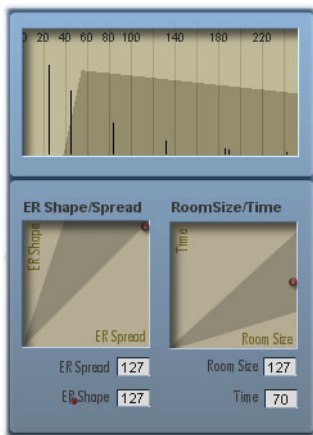 0 20 40 60 80 100 140 180 220
ER Shape/Spread RoomSize/Time
ER Shape
Time
ER Spread
Room Size
ER Spread 127
Room Size 127
ER Shape 127
Time 70